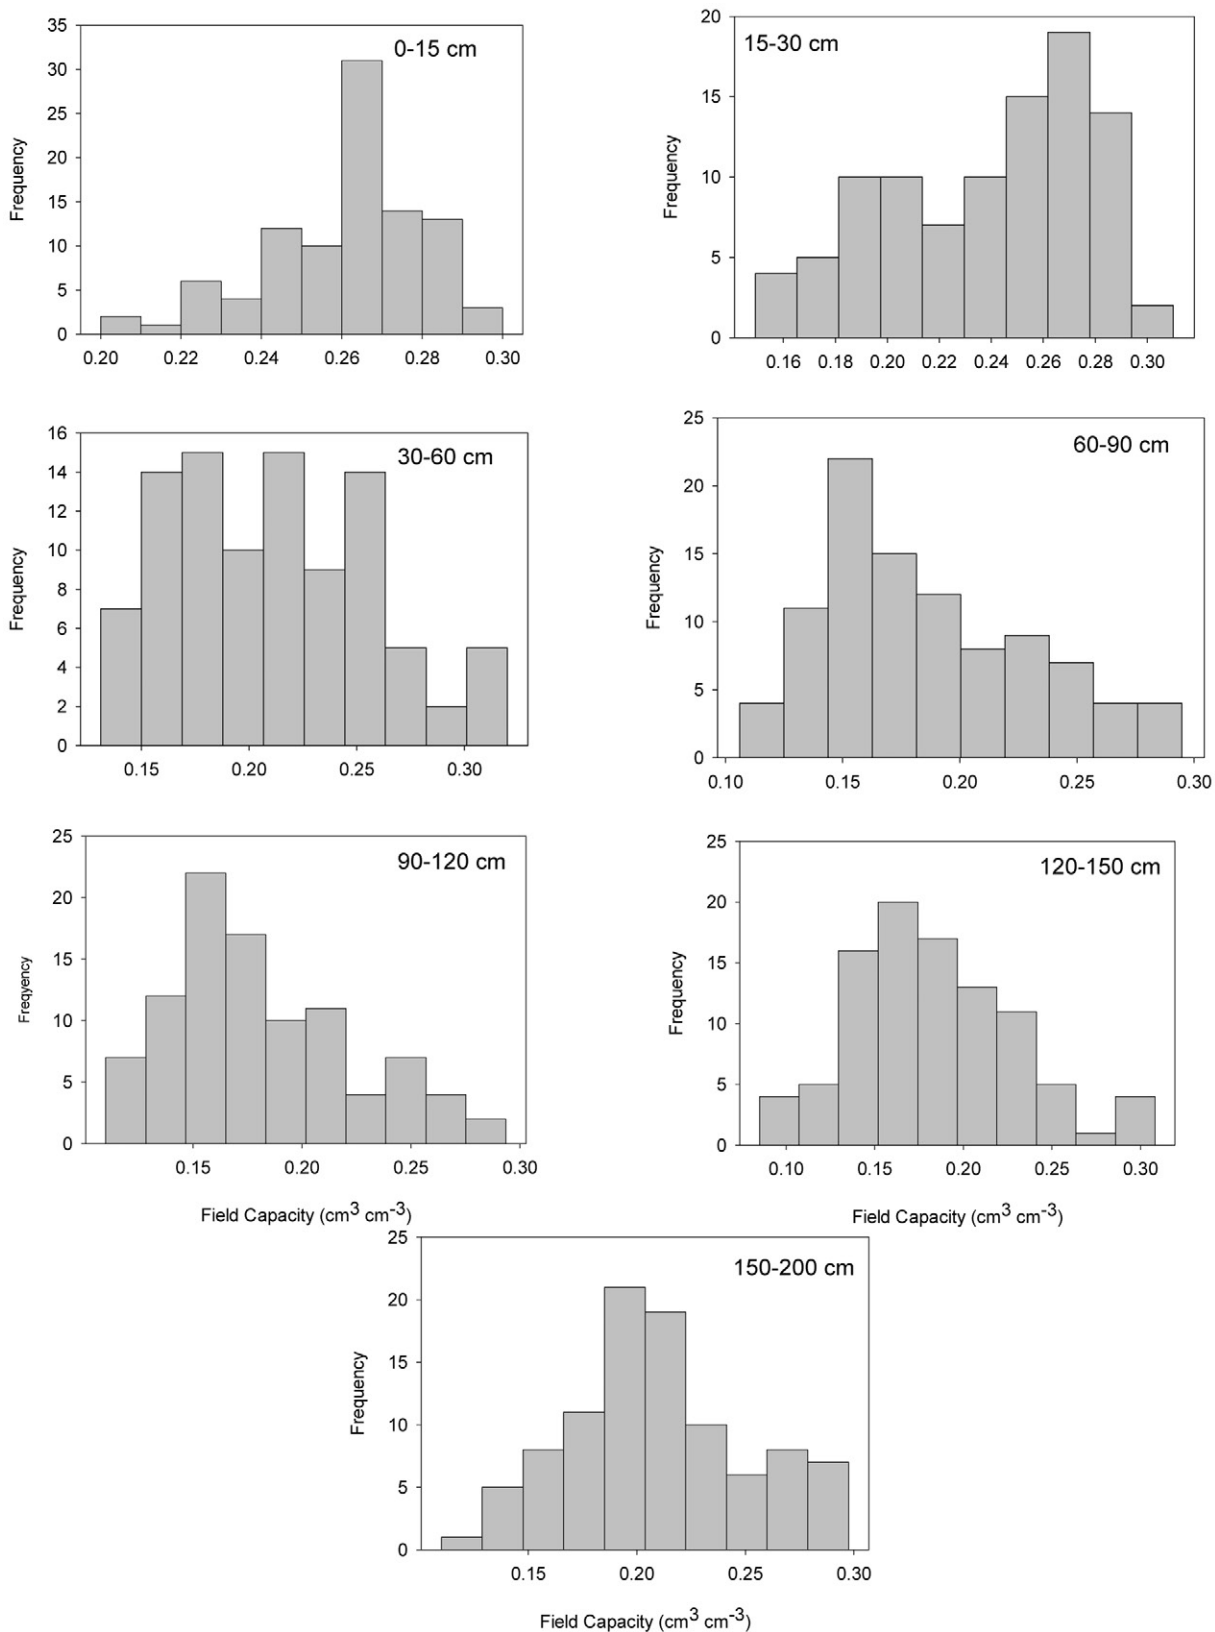 35
30
25
20
15
10
5
0
Frequency
0-15 cm
0.20 0.22 0.24 0.26 0.28 0.30
20
15
10
5
0
Frequency
15-30 cm
0.16 0.18 0.20 0.22 0.24 0.26 0.28 0.30
16
14
12
10
8
6
4
2
0
Frequency
30-60 cm
0.15 0.20 0.25 0.30
25
20
15
10
5
0
Frequency
60-90 cm
0.10 0.15 0.20 0.25 0.30
25
20
15
10
5
0
Freqyency
90-120 cm
0.15 0.20 0.25 0.30
Field Capacity (cm³ cm⁻³)
25
20
15
10
5
0
Frequency
120-150 cm
0.10 0.15 0.20 0.25 0.30
Field Capacity (cm³ cm⁻³)
25
20
15
10
5
0
Frequency
150-200 cm
0.15 0.20 0.25 0.30
Field Capacity (cm³ cm⁻³)